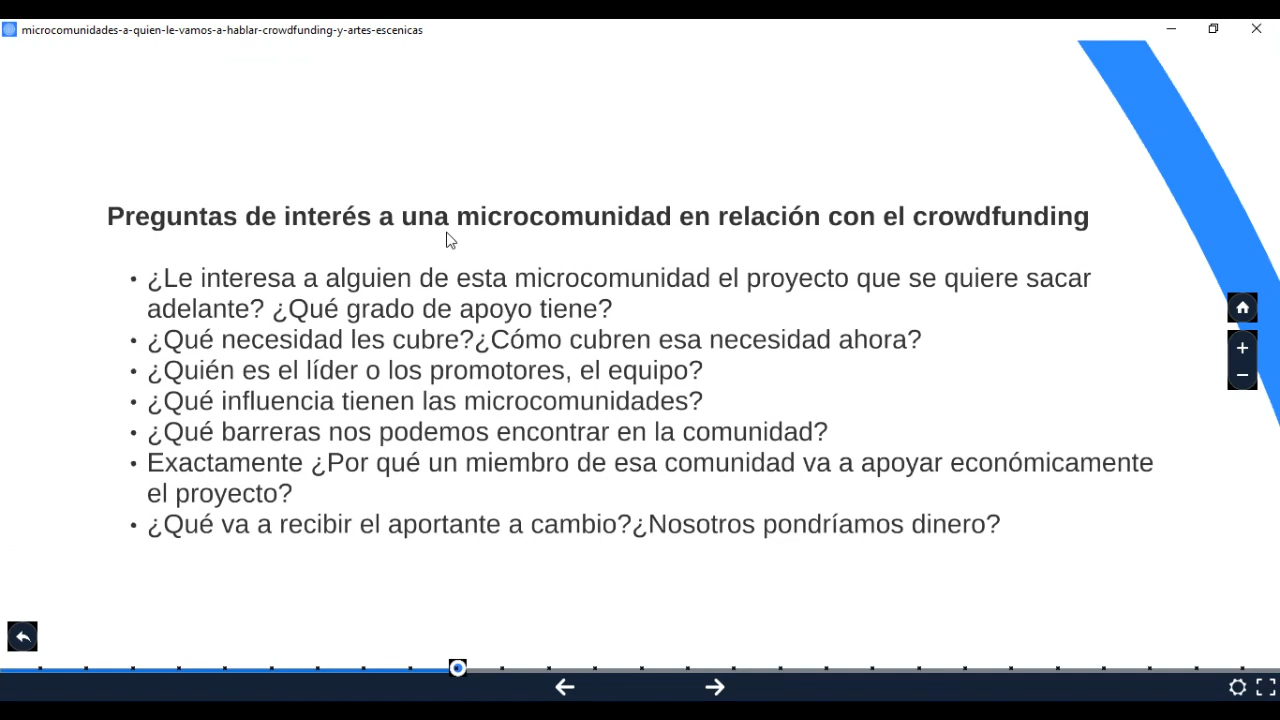 microcomunidades-a-quien-le-vamos-a-hablar-crowdfunding-y-artes-escenicas
Preguntas de interés a una microcomunidad en relación con el crowdfunding
• ¿Le interesa a alguien de esta microcomunidad el proyecto que se quiere sacar
adelante? ¿Qué grado de apoyo tiene?
• ¿Qué necesidad les cubre?¿Cómo cubren esa necesidad ahora?
• ¿Quién es el líder o los promotores, el equipo?
• ¿Qué influencia tienen las microcomunidades?
• ¿Qué barreras nos podemos encontrar en la comunidad?
• Exactamente ¿Por qué un miembro de esa comunidad va a apoyar económicamente
el proyecto?
• ¿Qué va a recibir el aportante a cambio?¿Nosotros pondríamos dinero?